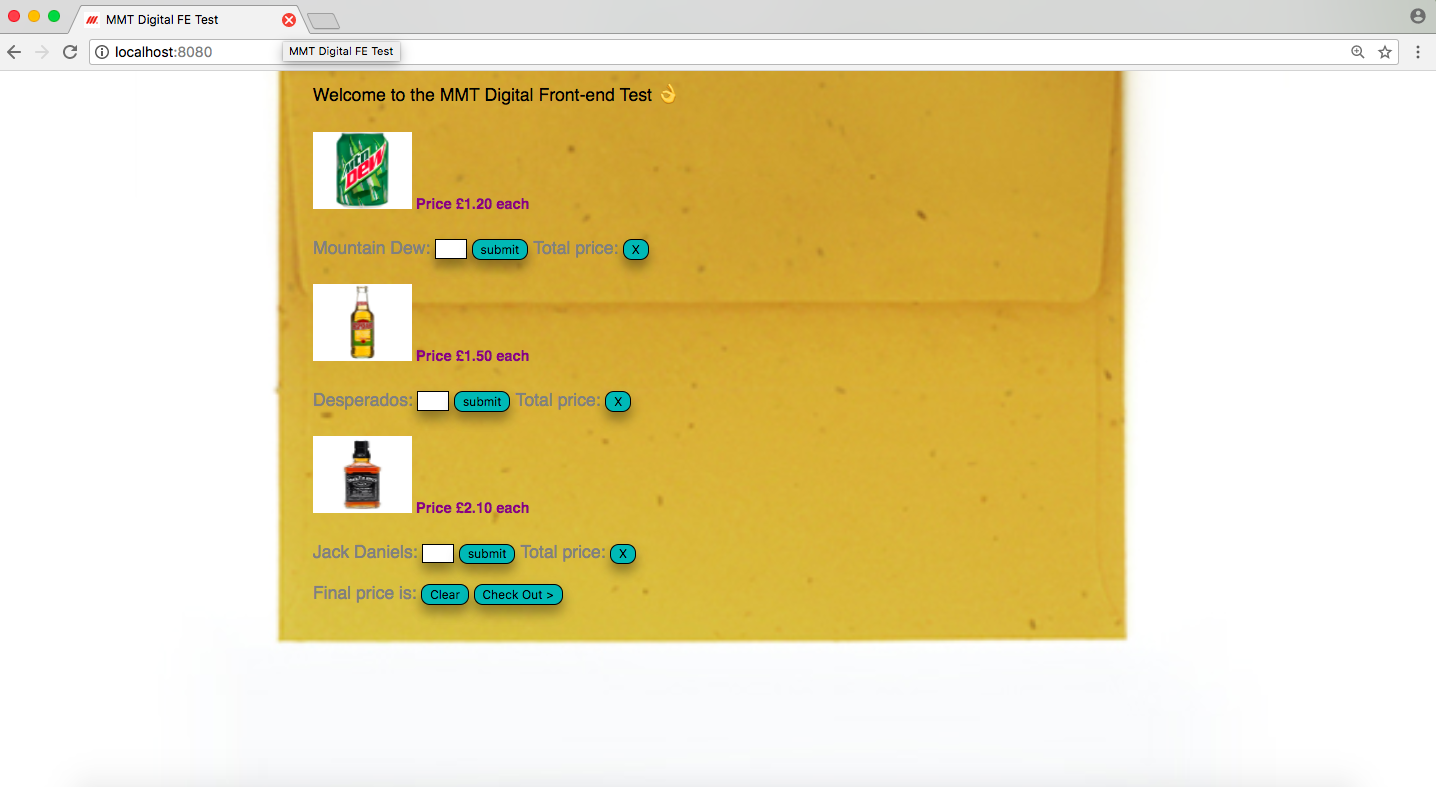 MMT Digital FE Test
localhost:8080
MMT Digital FE Test
Welcome to the MMT Digital Front-end Test 👌
mtn
DEW
Price £1.20 each
Mountain Dew: submit Total price: X
Price £1.50 each
Desperados: submit Total price: X
Price £2.10 each
Jack Daniels: submit Total price: X
Final price is: Clear Check Out >